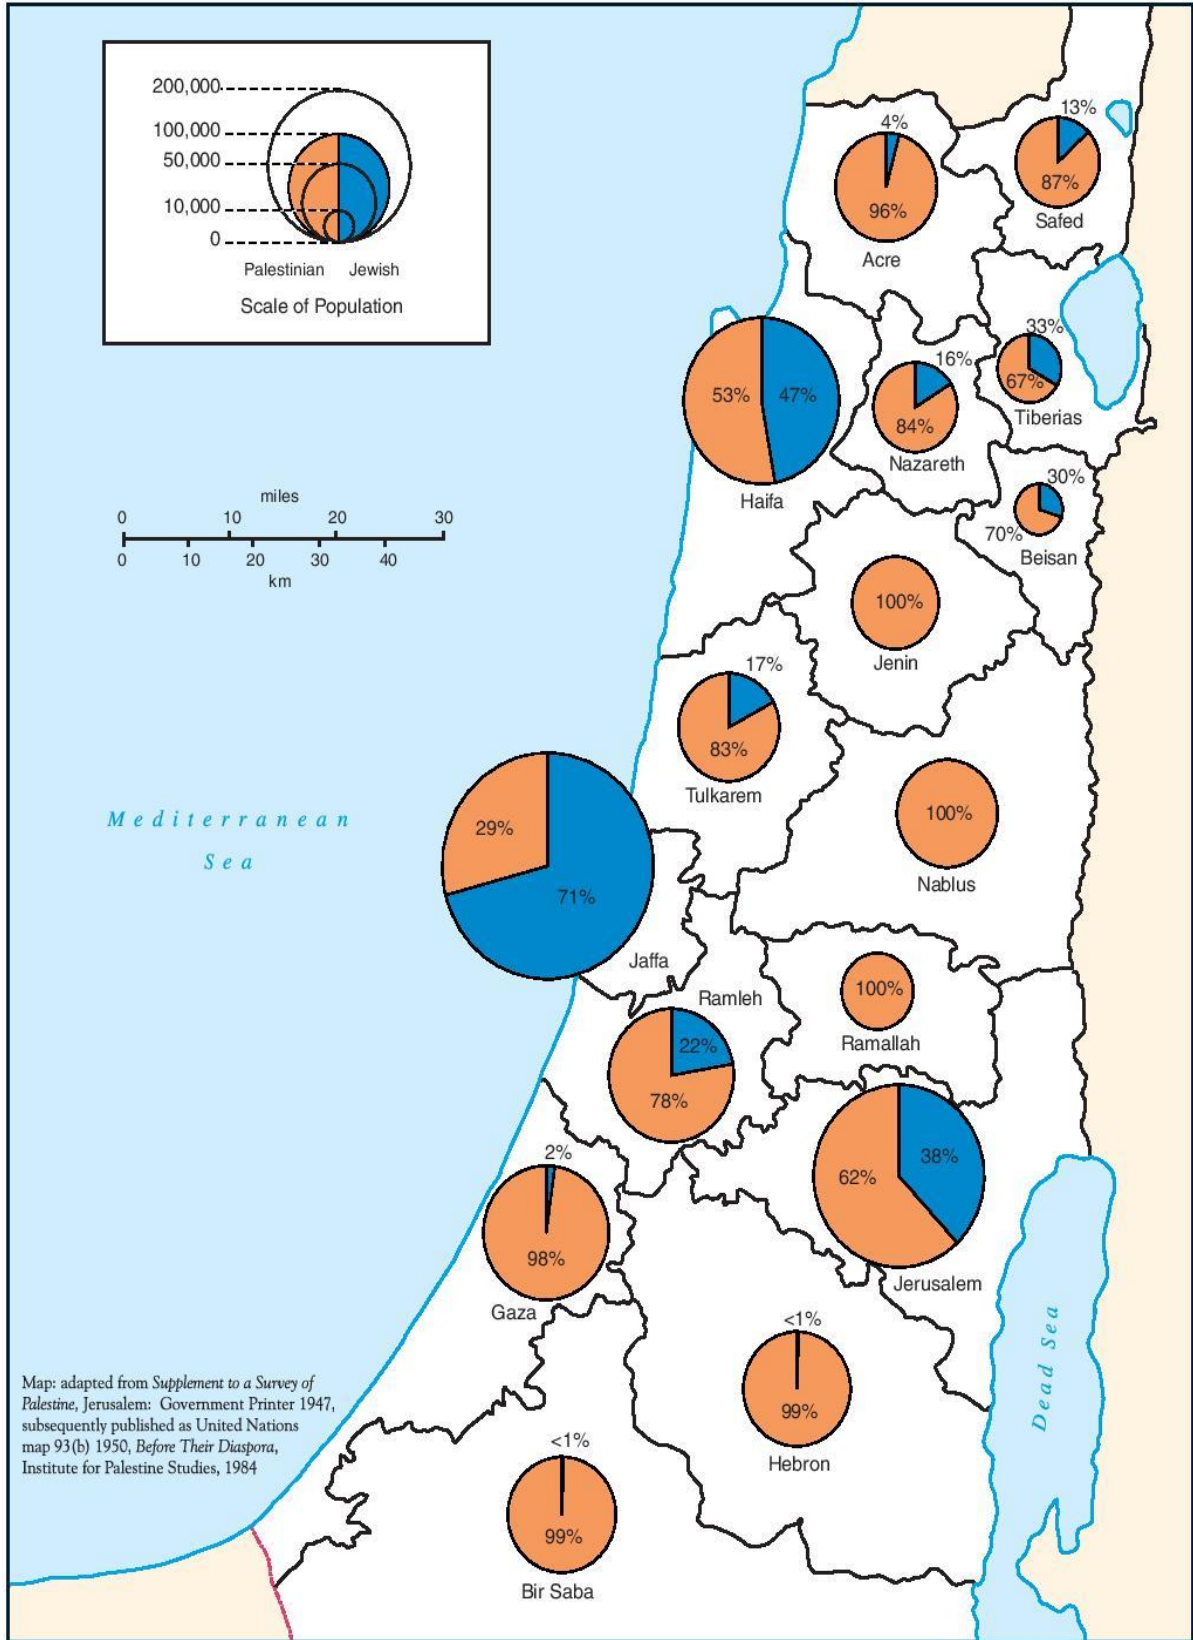 200,000
100,000
50,000
10,000
0
Palestinian Jewish
Scale of Population
4%
96%
Acre
13%
87%
Safed
53% 47%
Haifa
16%
84%
Nazareth
33%
67%
Tiberias
30%
70%
Beisan
miles
0 10 20 30
0 10 20 30 40
km
100%
Jenin
17%
83%
Tulkarem
100%
Nablus
Mediterranean
Sea
29%
71%
Jaffa
100%
Ramallah
Ramleh
22%
78%
38%
62%
Jerusalem
2%
98%
Gaza
<1%
99%
Hebron
<1%
99%
Bir Saba
Dead Sea
Map: adapted from Supplement to a Survey of
Palestine, Jerusalem: Government Printer 1947,
subsequently published as United Nations
map 93(b) 1950, Before Their Diaspora,
Institute for Palestine Studies, 1984